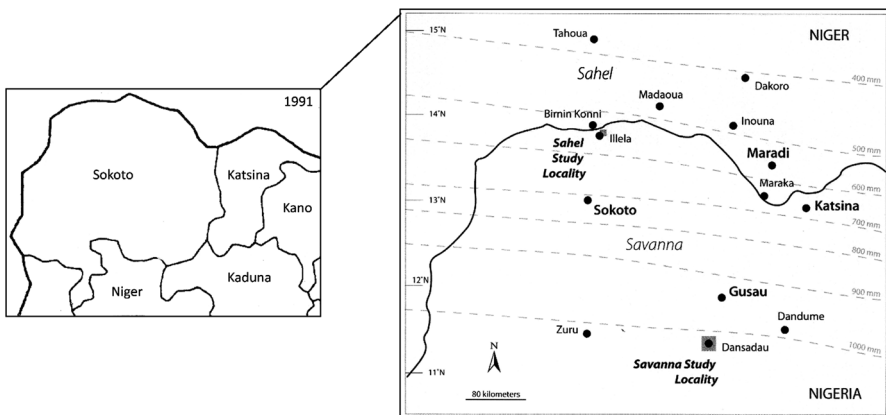 1991
Sokoto
Katsina
Kano
Niger
Kaduna
15°N
NIGER
Tahoua
Sahel
Dakoro
400 mm
Madaoua
14°N
Birnin Konni
Inouna
Illela
500 mm
Sahel
Study
Locality
Maradi
600 mm
Maraka
13°N
Sokoto
Katsina
700 mm
Savanna
800 mm
12°N
Gusau
900 mm
Dandume
Zuru
Dansadau
1000 mm
N
Savanna Study
Locality
11°N
80 kilometers
NIGERIA